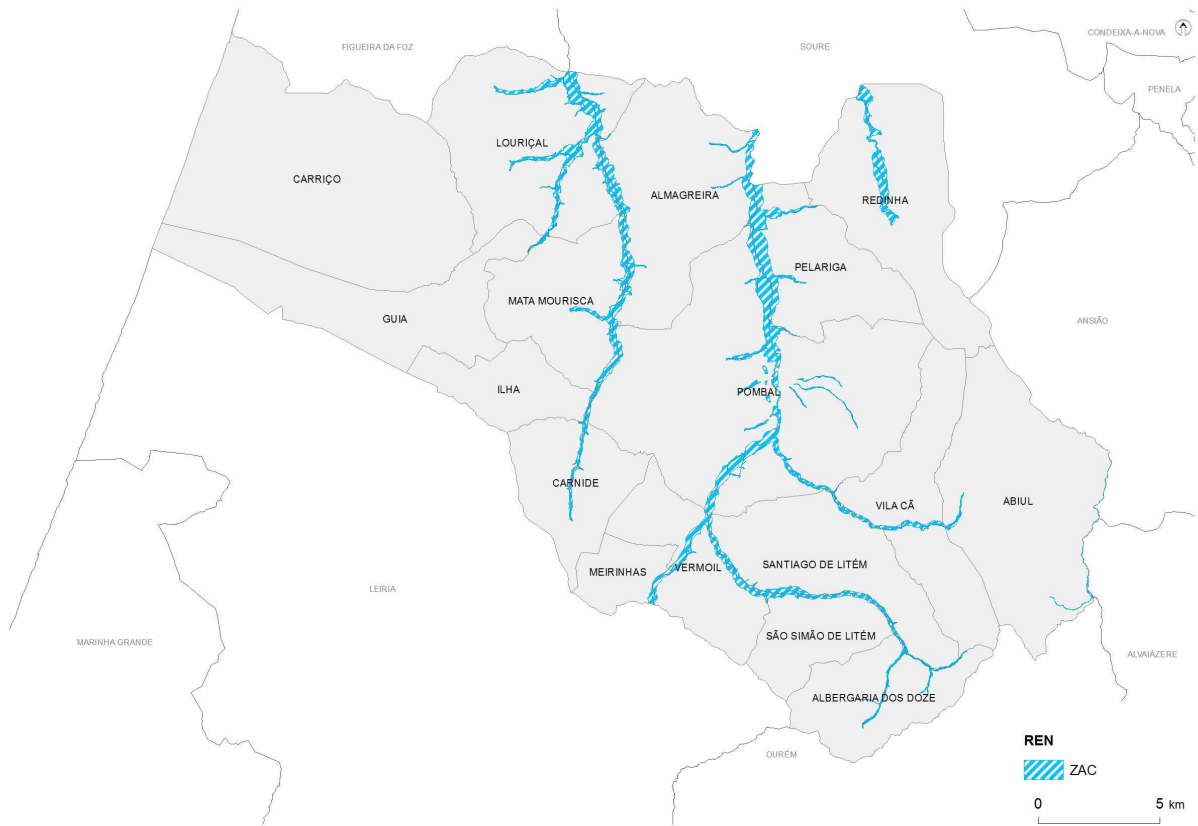 CONDEIXA-A-NOVA
FIGUEIRA DA FOZ
SOURE
PENELA
LOURIÇAL
CARRIÇO
ALMAGREIRA
REDINHA
PELARIGA
MATA MOURISCA
GUIA
ANSIÃO
ILHA
POMBAL
CARNIDE
VILA CÃ
ABIUL
MEIRINHAS
VERMOIL
SANTIAGO DE LITÉM
LEIRIA
SÃO SIMÃO DE LITÉM
MARINHA GRANDE
ALVAIÁZERE
ALBERGARIA DOS DOZE
OURÉM
REN
ZAC
0 5 km